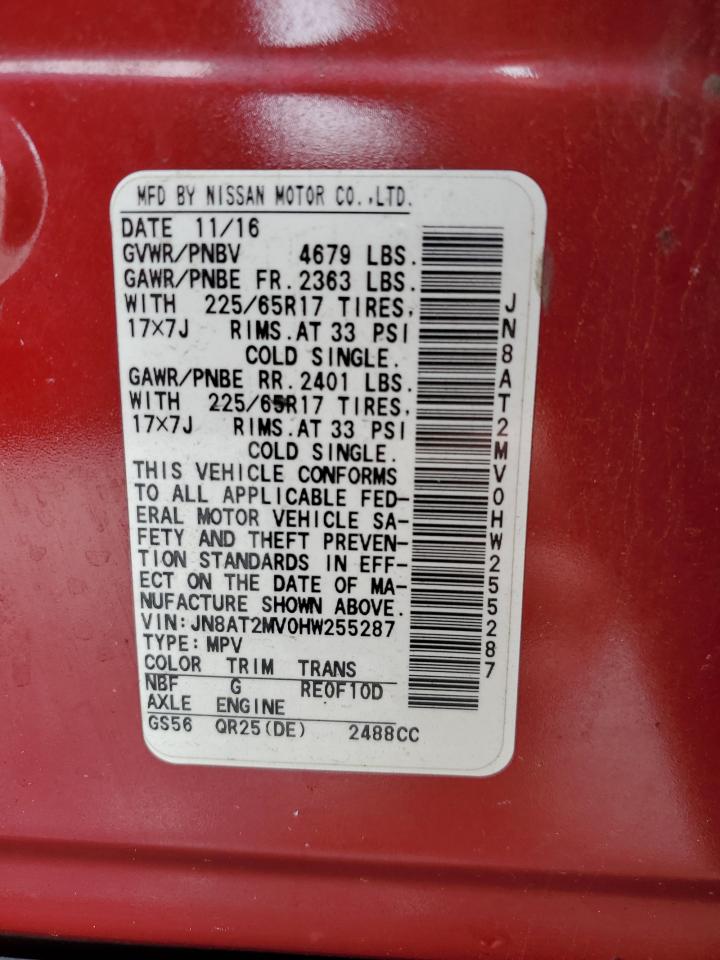 MFD BY NISSAN MOTOR CO.,LTD.
DATE 11/16
GVWR/PNBV 4679 LBS.
GAWR/PNBE FR. 2363 LBS.
WITH 225/65R17 TIRES,
17×7J RIMS. AT 33 PSI
COLD SINGLE.
GAWR/PNBE RR. 2401 LBS.
WITH 225/65R17 TIRES,
17×7J RIMS. AT 33 PSI
COLD SINGLE.
THIS VEHICLE CONFORMS
TO ALL APPLICABLE FED-
ERAL MOTOR VEHICLE SA-
FETY AND THEFT PREVEN-
TION STANDARDS IN EFF-
ECT ON THE DATE OF MA-
NUFACTURE SHOWN ABOVE.
VIN: JN8AT2MV0HW255287
TYPE: MPV
COLOR TRIM TRANS
NBF G RE0F10D
AXLE ENGINE
GS56 QR25(DE) 2488CC
JN8AT2MV0HW255287